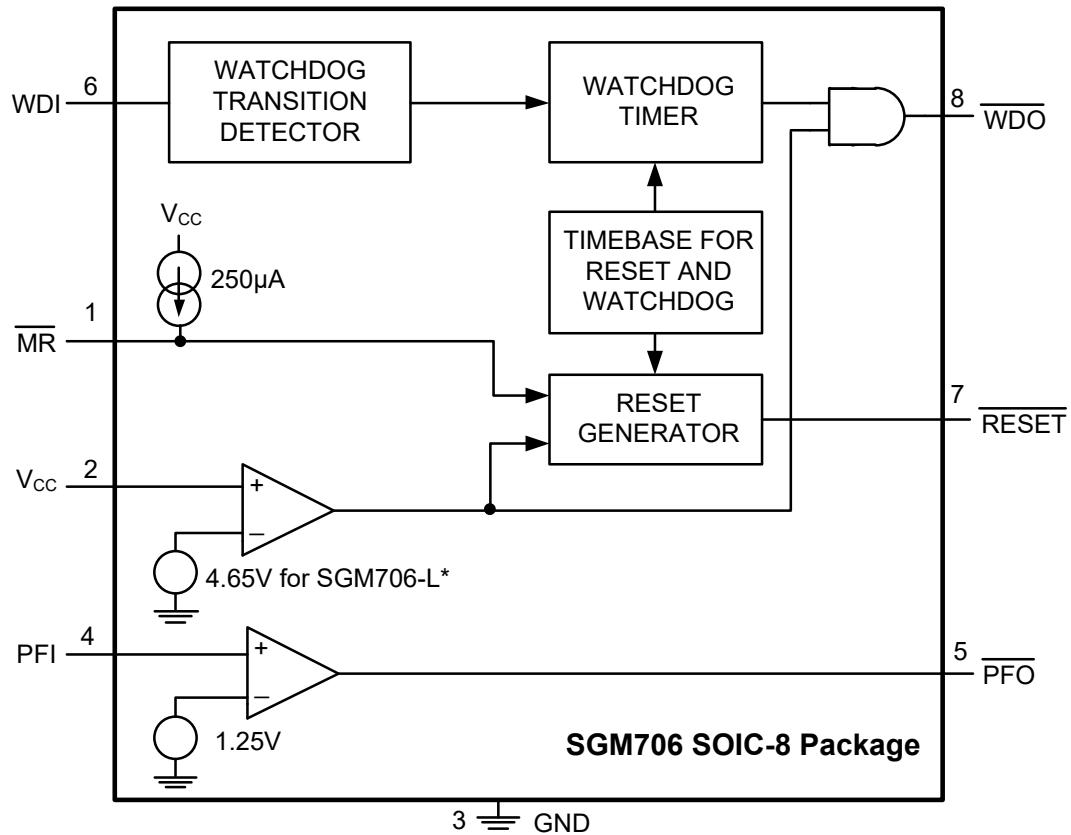 WDI
6
WATCHDOG
TRANSITION
DETECTOR
WATCHDOG
TIMER
8
WDO
VCC
250µA
TIMEBASE FOR
RESET AND
WATCHDOG
1
MR
RESET
GENERATOR
7
RESET
VCC
2
+
–
4.65V for SGM706-L*
PFI
4
+
–
1.25V
5
PFO
SGM706 SOIC-8 Package
3
GND